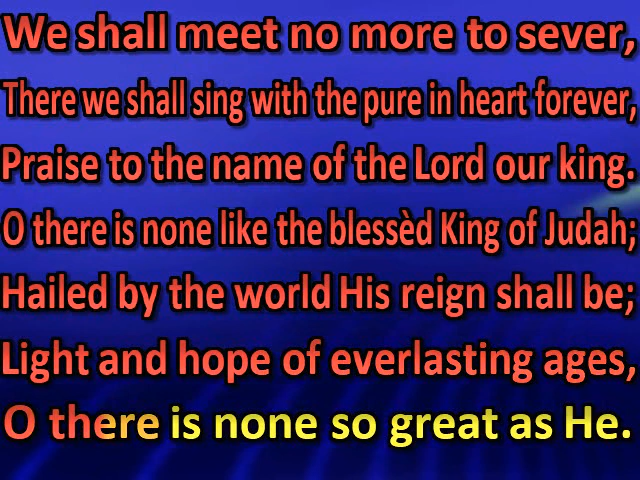 We shall meet no more to sever,
There we shall sing with the pure in heart forever,
Praise to the name of the Lord our king.
O there is none like the blessèd King of Judah;
Hailed by the world His reign shall be;
Light and hope of everlasting ages,
O there is none so great as He.